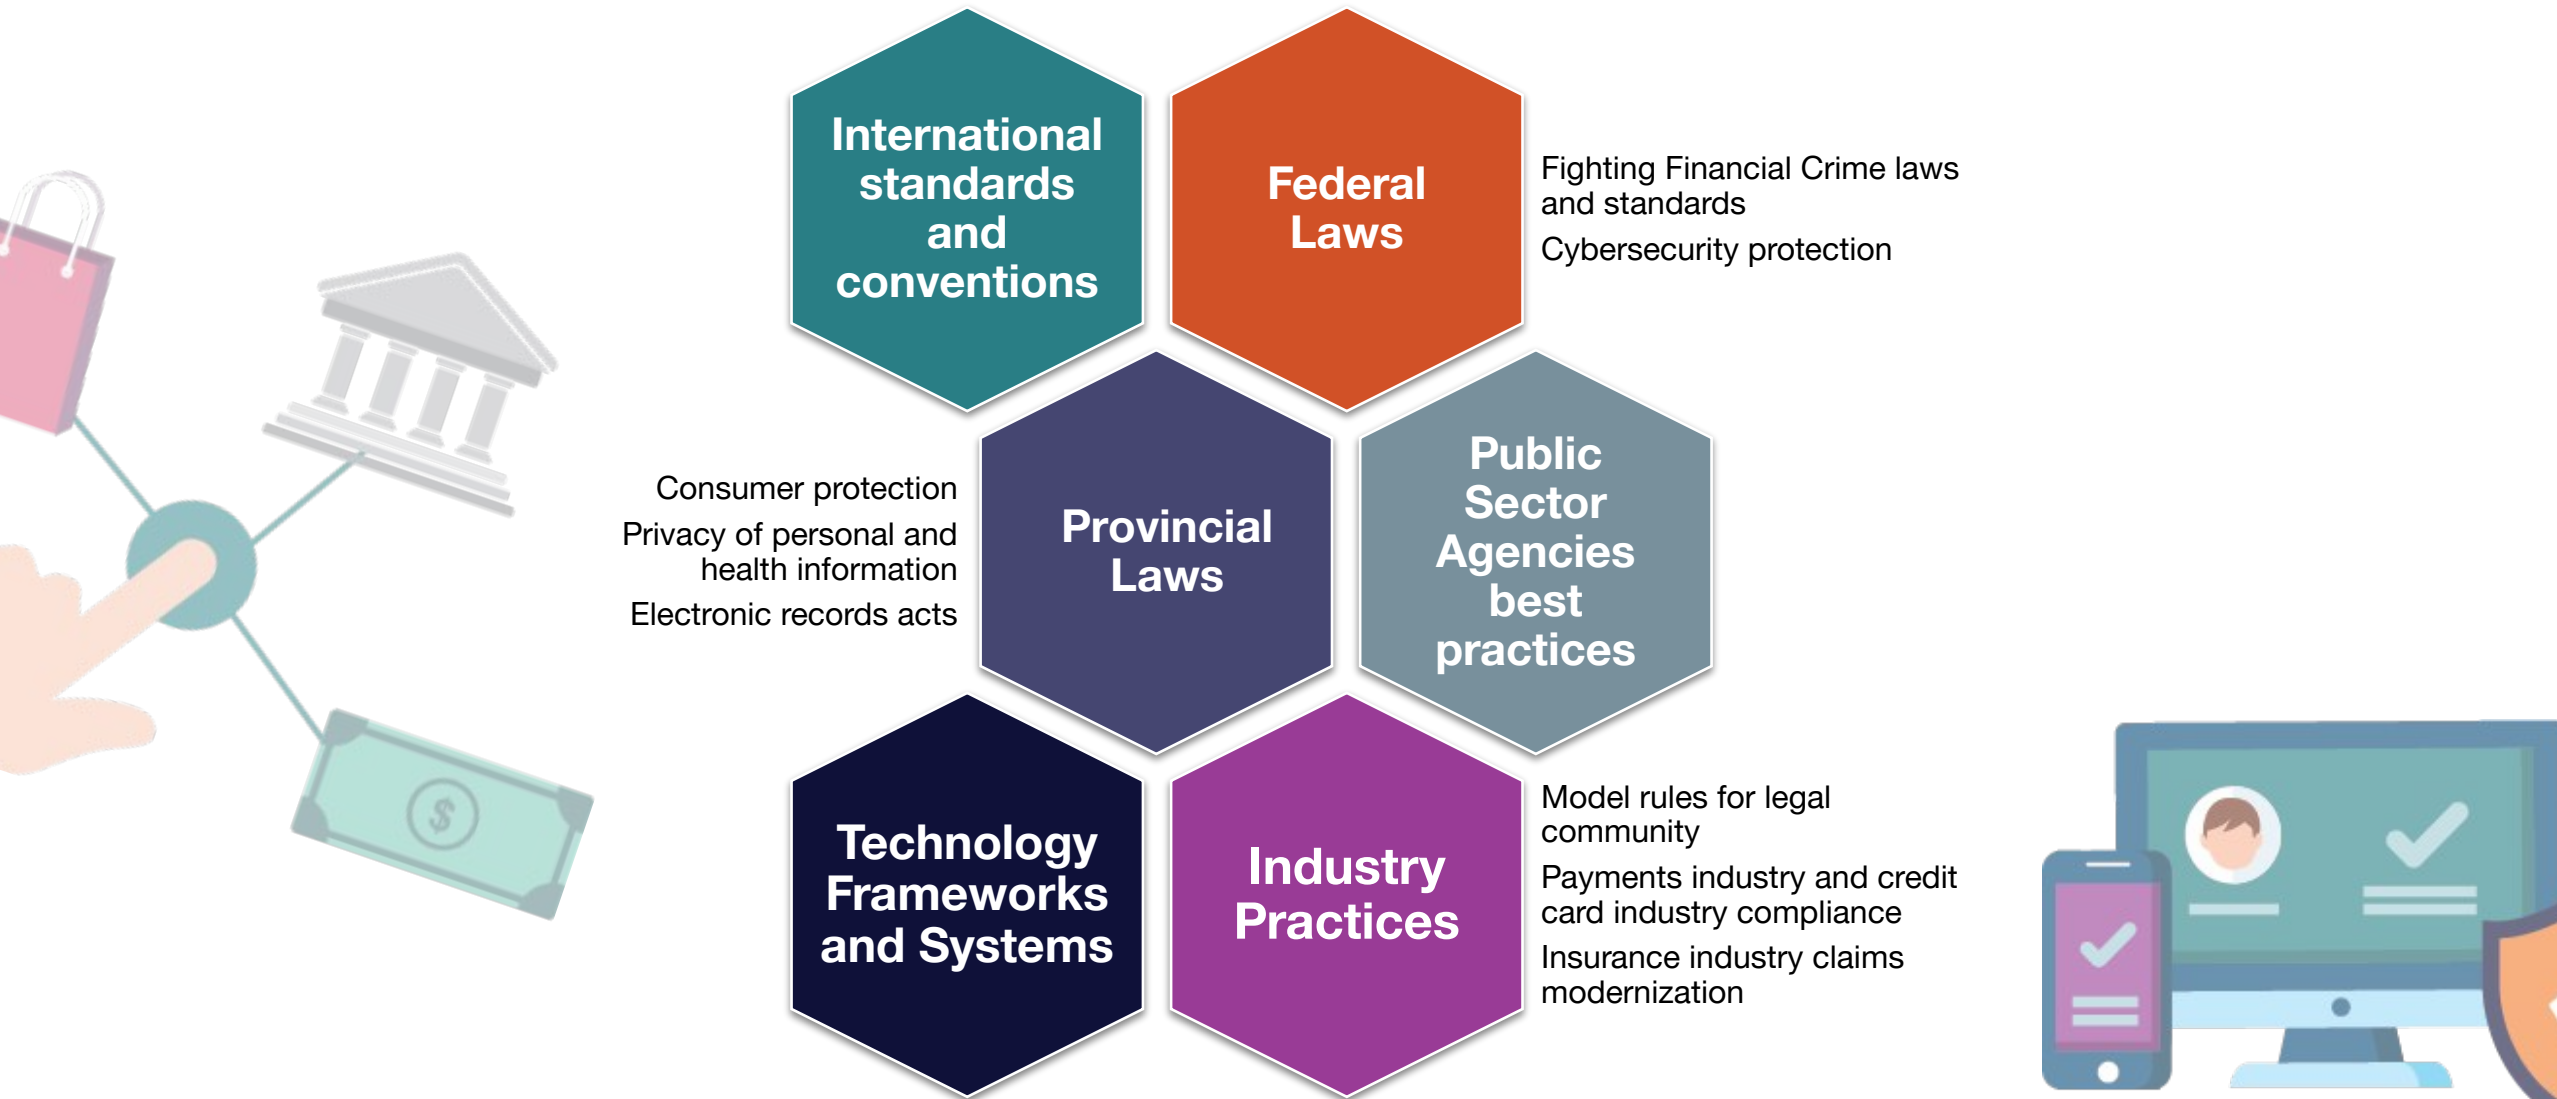 International
standards
and
conventions
Federal
Laws
Fighting Financial Crime laws
and standards
Cybersecurity protection
Consumer protection
Privacy of personal and
health information
Electronic records acts
Provincial
Laws
Public
Sector
Agencies
best
practices
Technology
Frameworks
and Systems
Industry
Practices
Model rules for legal
community
Payments industry and credit
card industry compliance
Insurance industry claims
modernization
$